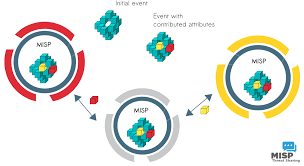 Initial event
Event with
contributed attributes
MISP
MISP
MISP
MISP
Threat Sharing